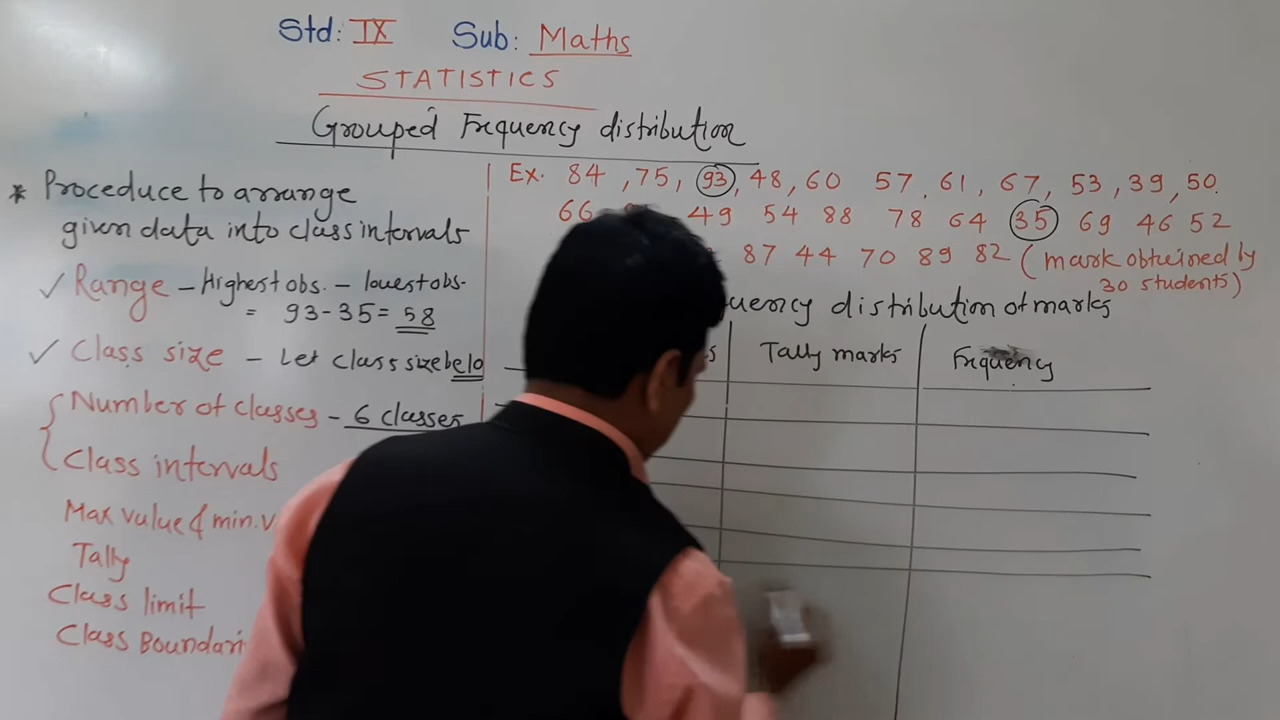 Std: IX Sub: Maths
STATISTICS
Grouped Frequency distribution
* Proceduce to arrange
given data into class intervals
✓ Range - Highest obs. - lowest obs.
= 93-35 = 58
✓ Class size - Let class size be 10
Number of classes - 6 classes
Class intervals
Max value & min. v
Tally
Class limit
Class Boundari
Ex. 84, 75, 93, 48, 60 57, 61, 67, 53, 39, 50.
66 49 54 88 78 64 35 69 46 52
87 44 70 89 82 (mark obtained by
30 students)
quency distribution of marks
s Tally marks Frequency